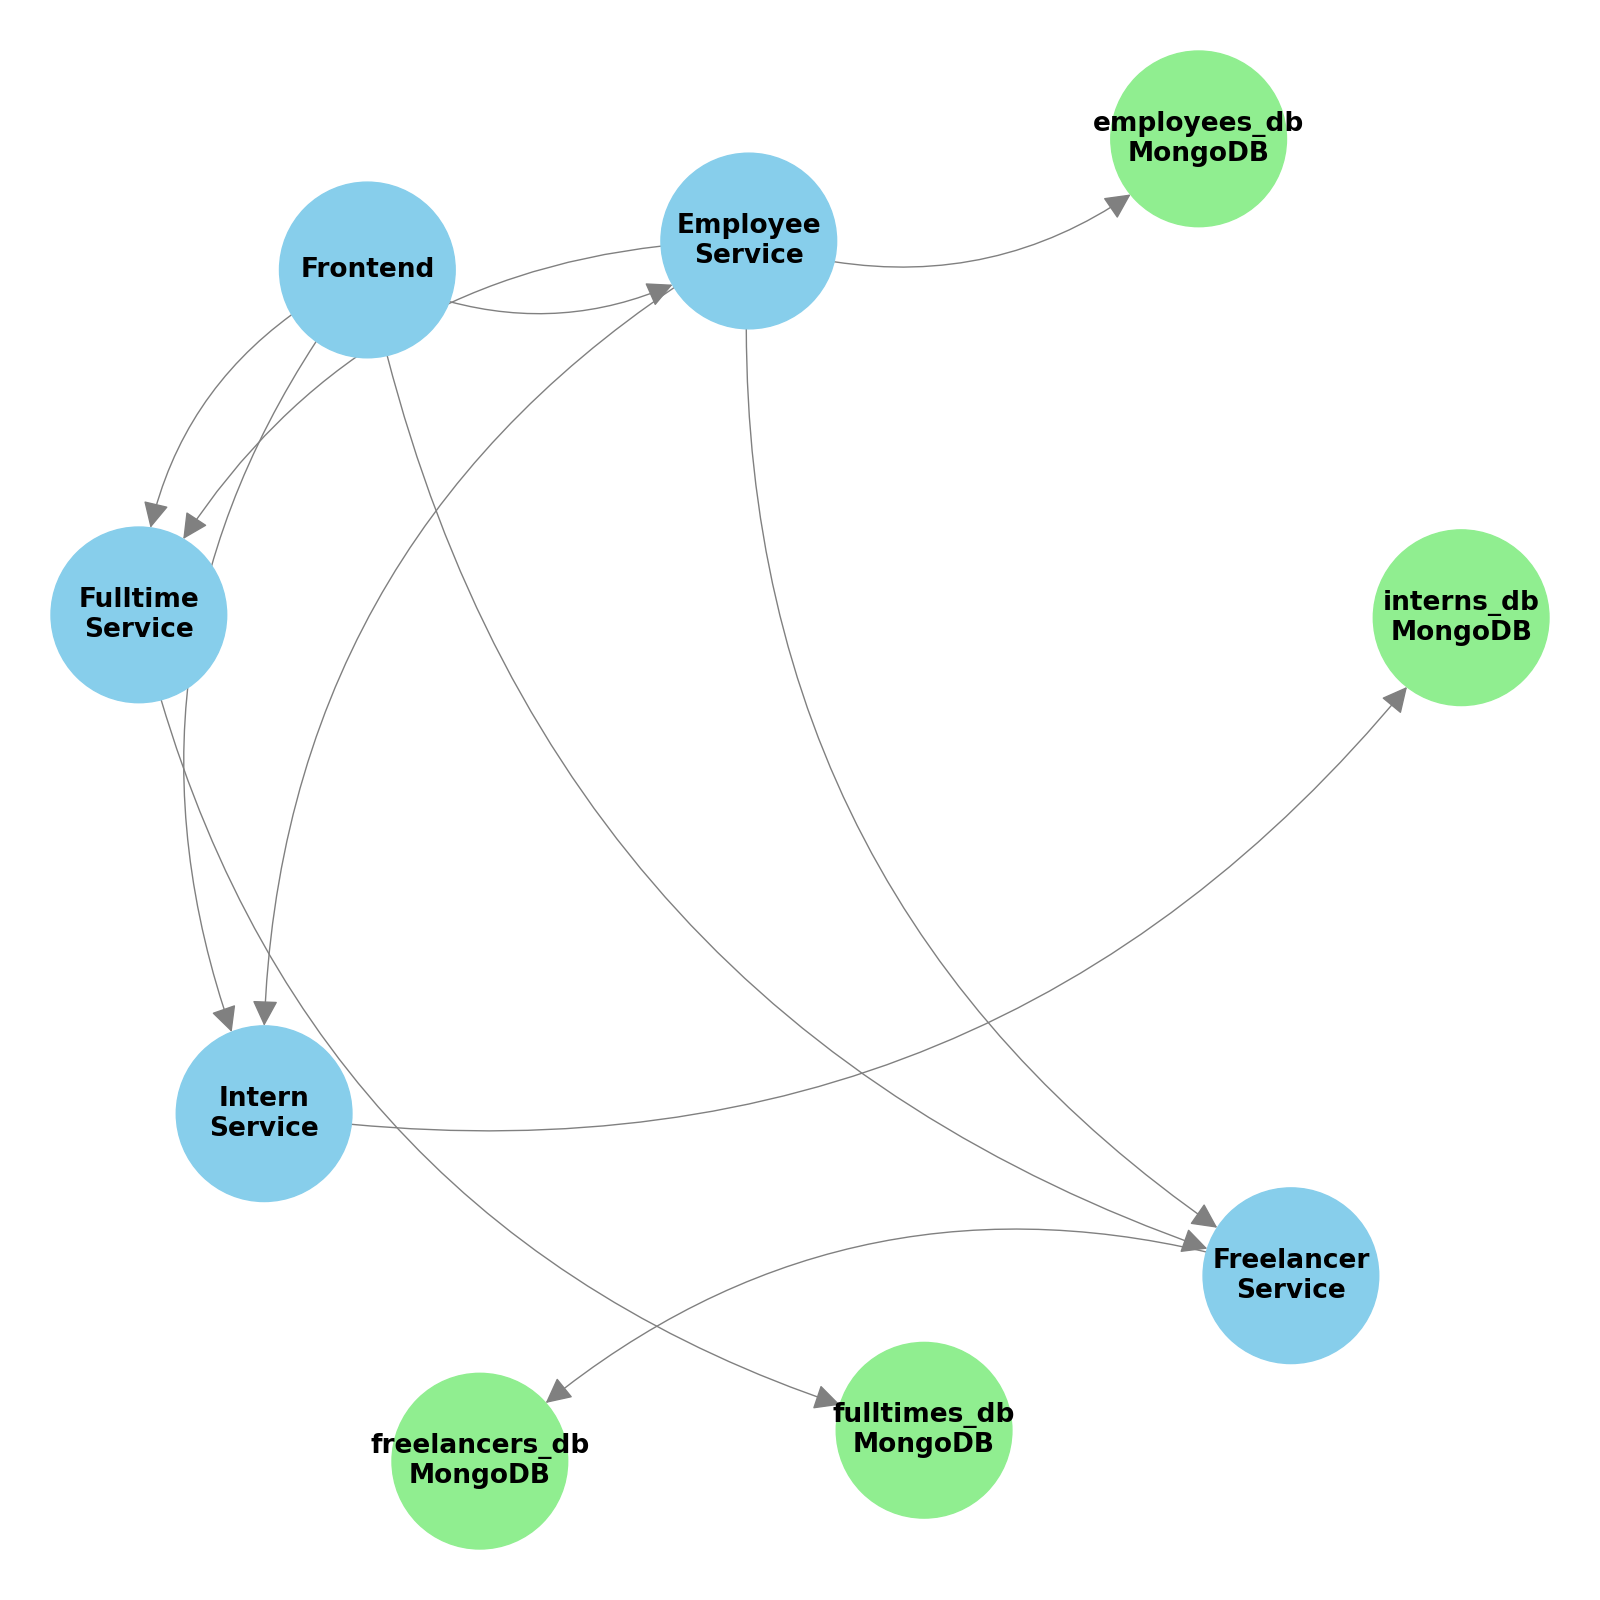 employees_db
MongoDB
Employee
Service
Frontend
Fulltime
Service
interns_db
MongoDB
Intern
Service
Freelancer
Service
fulltimes_db
MongoDB
freelancers_db
MongoDB